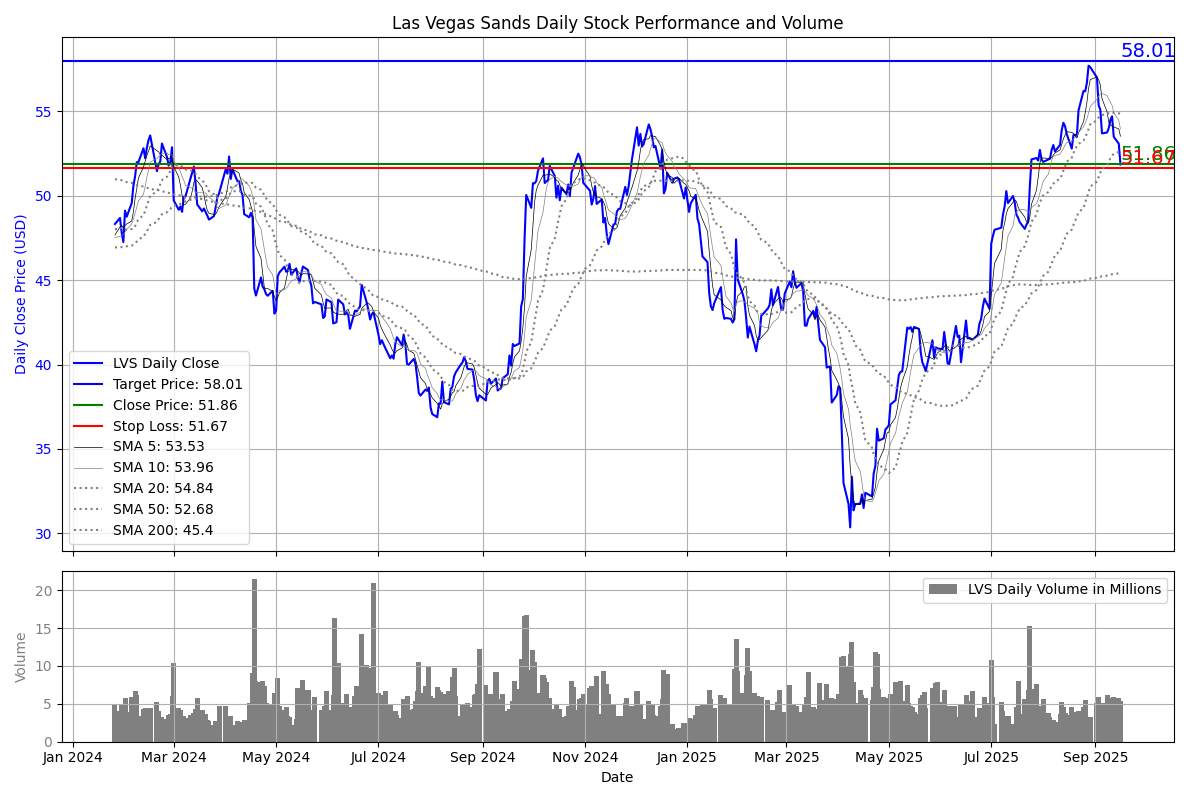 Las Vegas Sands Daily Stock Performance and Volume
58.01
51.86
51.67
Daily Close Price (USD)
55
50
45
40
35
30
LVS Daily Close
Target Price: 58.01
Close Price: 51.86
Stop Loss: 51.67
SMA 5: 53.53
SMA 10: 53.96
SMA 20: 54.84
SMA 50: 52.68
SMA 200: 45.4
Volume
20
15
10
5
0
LVS Daily Volume in Millions
Jan 2024 Mar 2024 May 2024 Jul 2024 Sep 2024 Nov 2024 Jan 2025 Mar 2025 May 2025 Jul 2025 Sep 2025
Date